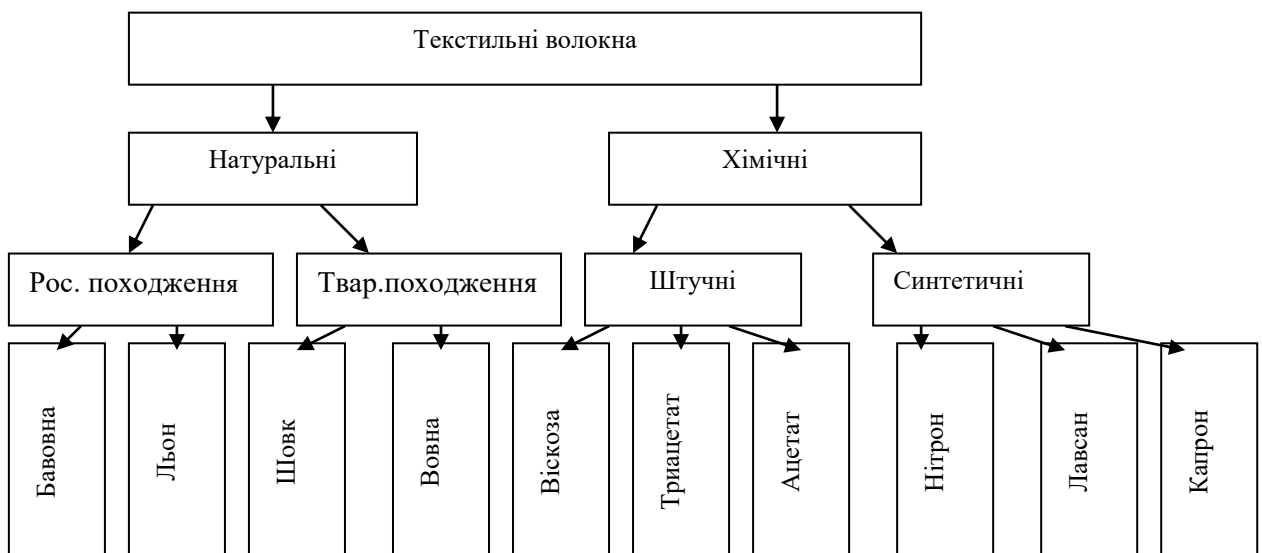 Текстильні волокна
Натуральні
Хімічні
Рос. походження
Твар.походження
Штучні
Синтетичні
Бавовна
Льон
Шовк
Вовна
Віскоза
Триацетат
Ацетат
Нітрон
Лавсан
Капрон